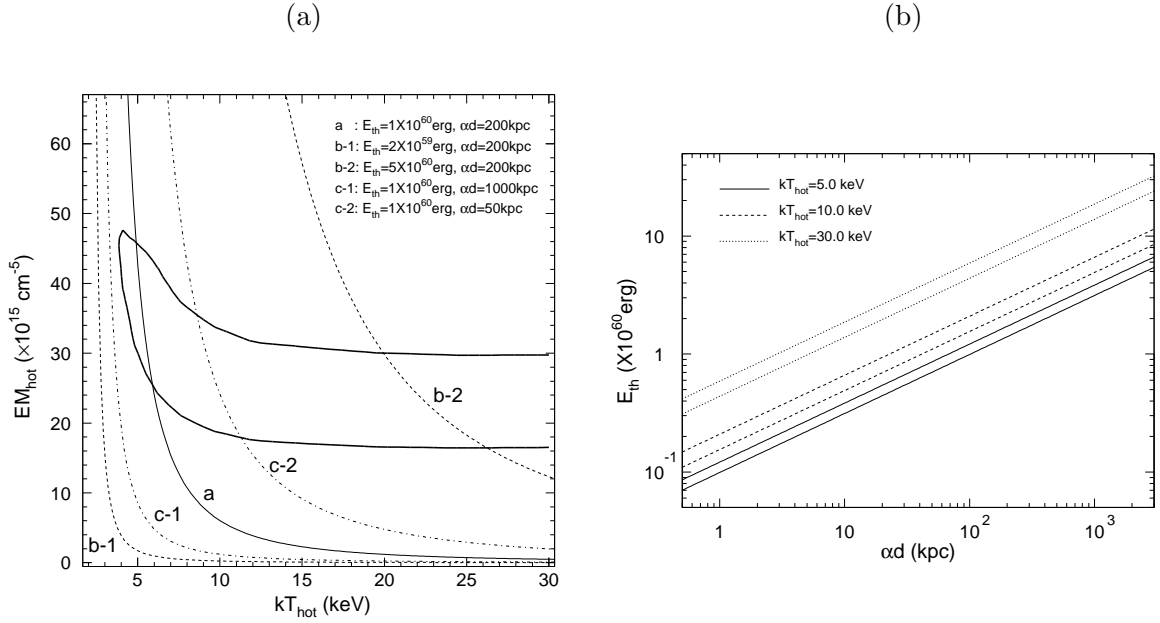 (a)
(b)
a : E_th=1X10^60erg, αd=200kpc
b-1: E_th=2X10^59erg, αd=200kpc
b-2: E_th=5X10^60erg, αd=200kpc
c-1: E_th=1X10^60erg, αd=1000kpc
c-2: E_th=1X10^60erg, αd=50kpc
60
50
40
30
20
10
0
EM_hot (×10^15 cm^-5)
b-2
c-2
a
c-1
b-1
5
10
15
20
25
30
kT_hot (keV)
kT_hot=5.0 keV
kT_hot=10.0 keV
kT_hot=30.0 keV
10
1
10^-1
E_th (X10^60erg)
1
10
10^2
10^3
αd (kpc)